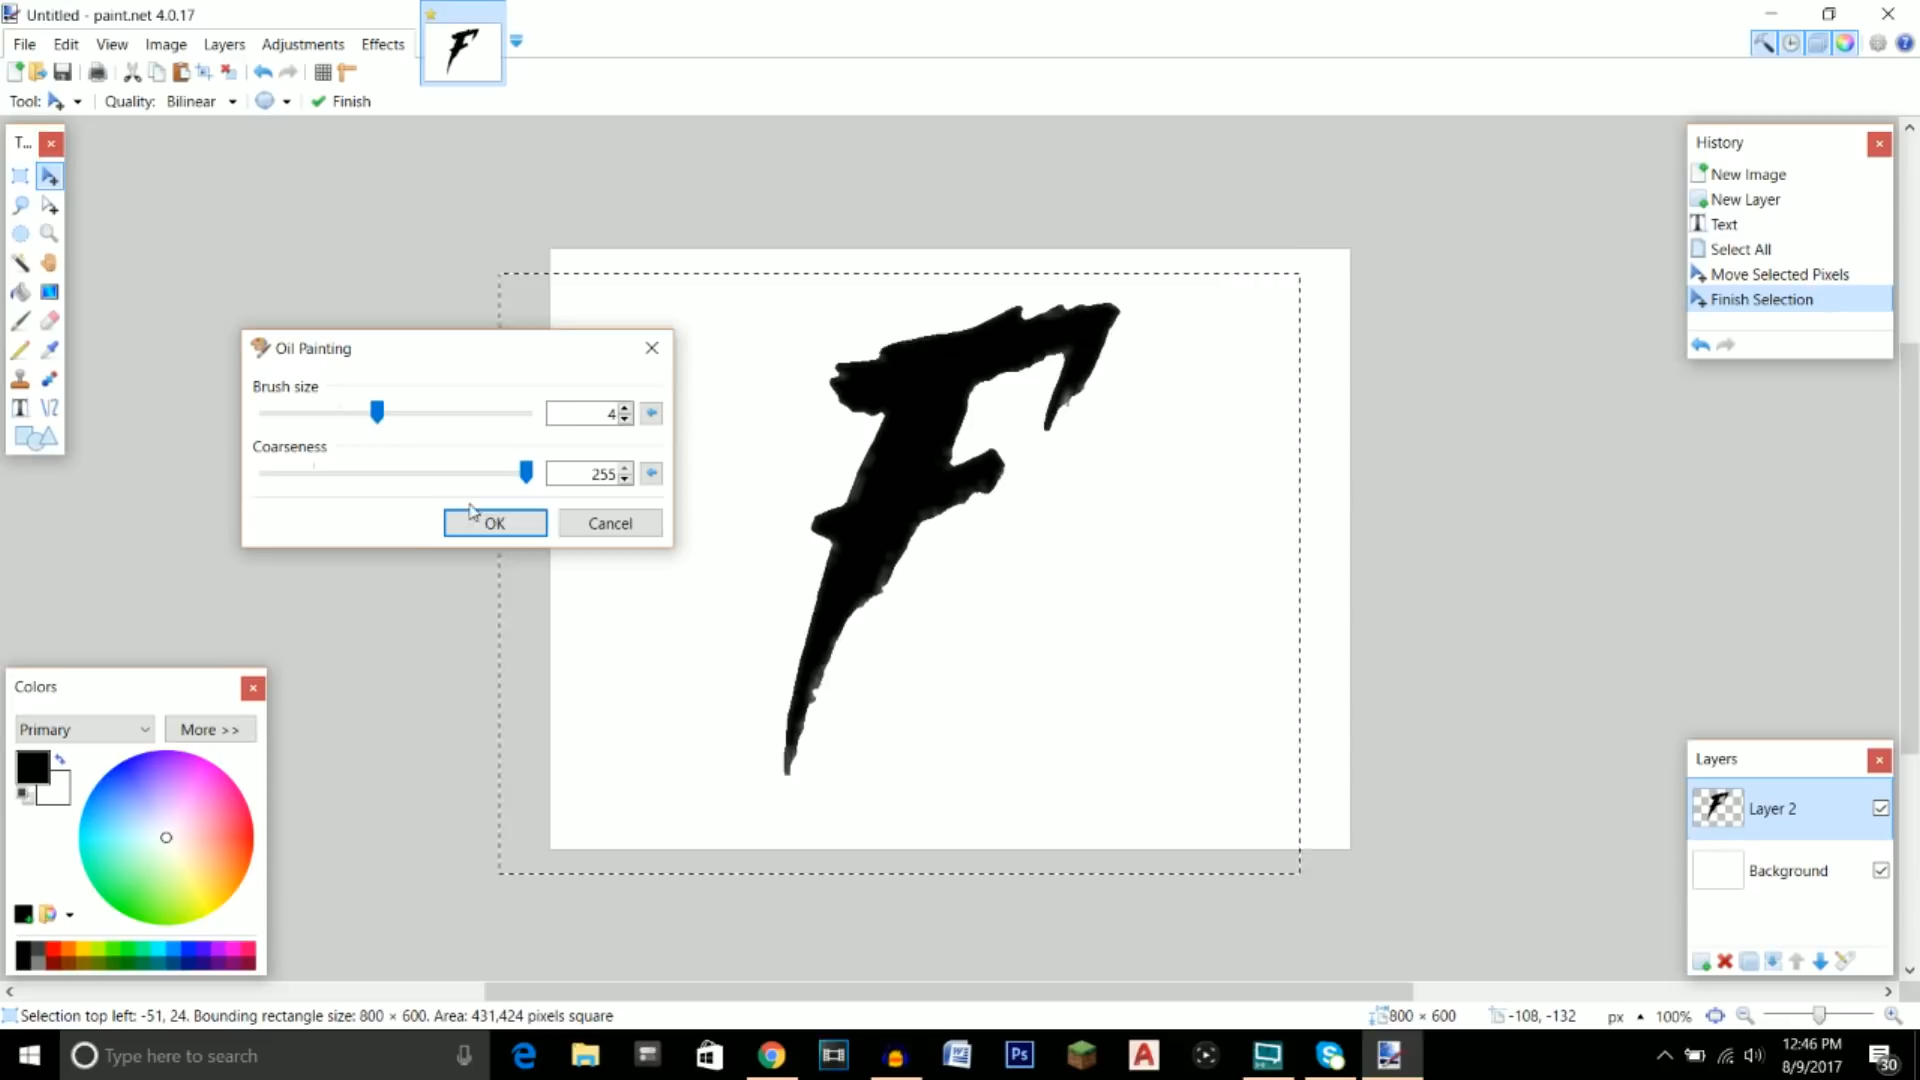 Untitled - paint.net 4.0.17
File Edit View Image Layers Adjustments Effects
Tool: Quality: Bilinear Finish
T...
History
New Image
New Layer
Text
Select All
Move Selected Pixels
Finish Selection
F
Oil Painting
Brush size
4
Coarseness
255
OK Cancel
Colors
Primary More >>
Layers
Layer 2
Background
Selection top left: -51, 24. Bounding rectangle size: 800 × 600. Area: 431,424 pixels square
800 × 600 -108, -132 px 100%
Type here to search
Ps
12:46 PM
8/9/2017
30